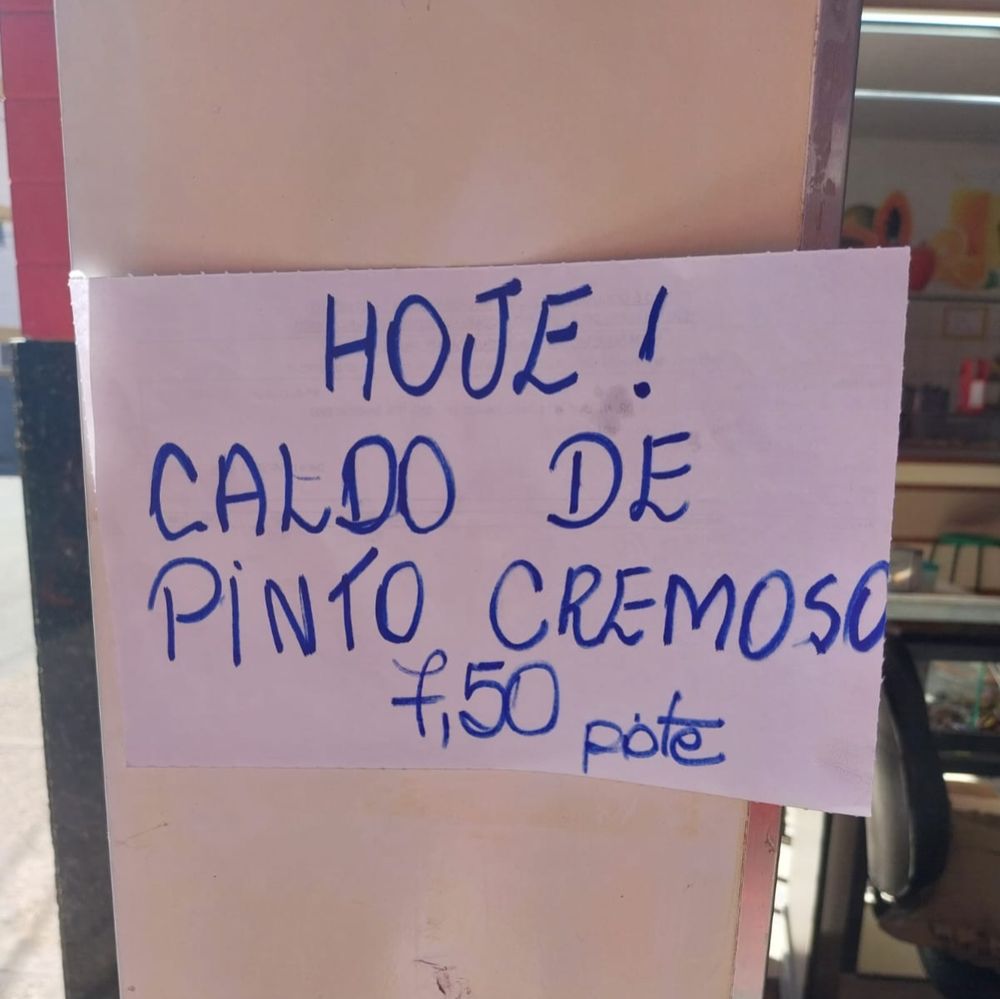 HOJE!
CALDO DE
PINTO CREMOSO
7,50 pote